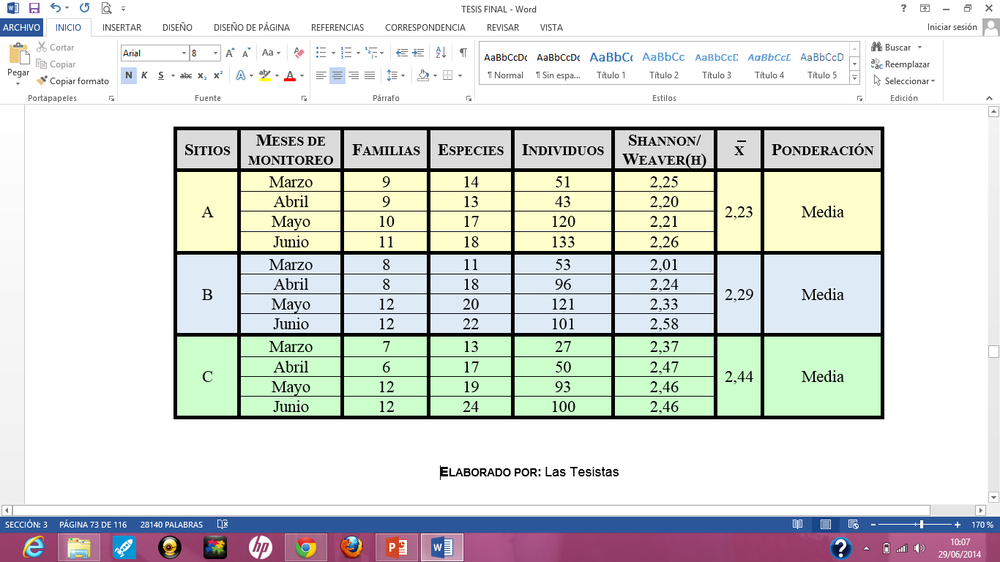 TESIS FINAL - Word
ARCHIVO INICIO INSERTAR DISEÑO DISEÑO DE PÁGINA REFERENCIAS CORRESPONDENCIA REVISAR VISTA Iniciar sesión
Pegar
Cortar
Copiar
Copiar formato
Portapapeles
Arial 8
N K S abc x₂ x²
Aa
A A
Fuente
Párrafo
AaBbCcDc AaBbCcDc AaBbCc AaBbCc AaBbCcD AaBbCcD AaBbCcD
¶ Normal ¶ Sin espa... Título 1 Título 2 Título 3 Título 4 Título 5
Estilos
Buscar
Reemplazar
Seleccionar
Edición
SITIOS MESES DE MONITOREO FAMILIAS ESPECIES INDIVIDUOS SHANNON/ WEAVER(H) x̅ PONDERACIÓN
A Marzo 9 14 51 2,25 2,23 Media
Abril 9 13 43 2,20
Mayo 10 17 120 2,21
Junio 11 18 133 2,26
B Marzo 8 11 53 2,01 2,29 Media
Abril 8 18 96 2,24
Mayo 12 20 121 2,33
Junio 12 22 101 2,58
C Marzo 7 13 27 2,37 2,44 Media
Abril 6 17 50 2,47
Mayo 12 19 93 2,46
Junio 12 24 100 2,46
ELABORADO POR: Las Tesistas
SECCIÓN: 3 PÁGINA 73 DE 116 28140 PALABRAS 170 %
10:07
29/06/2014